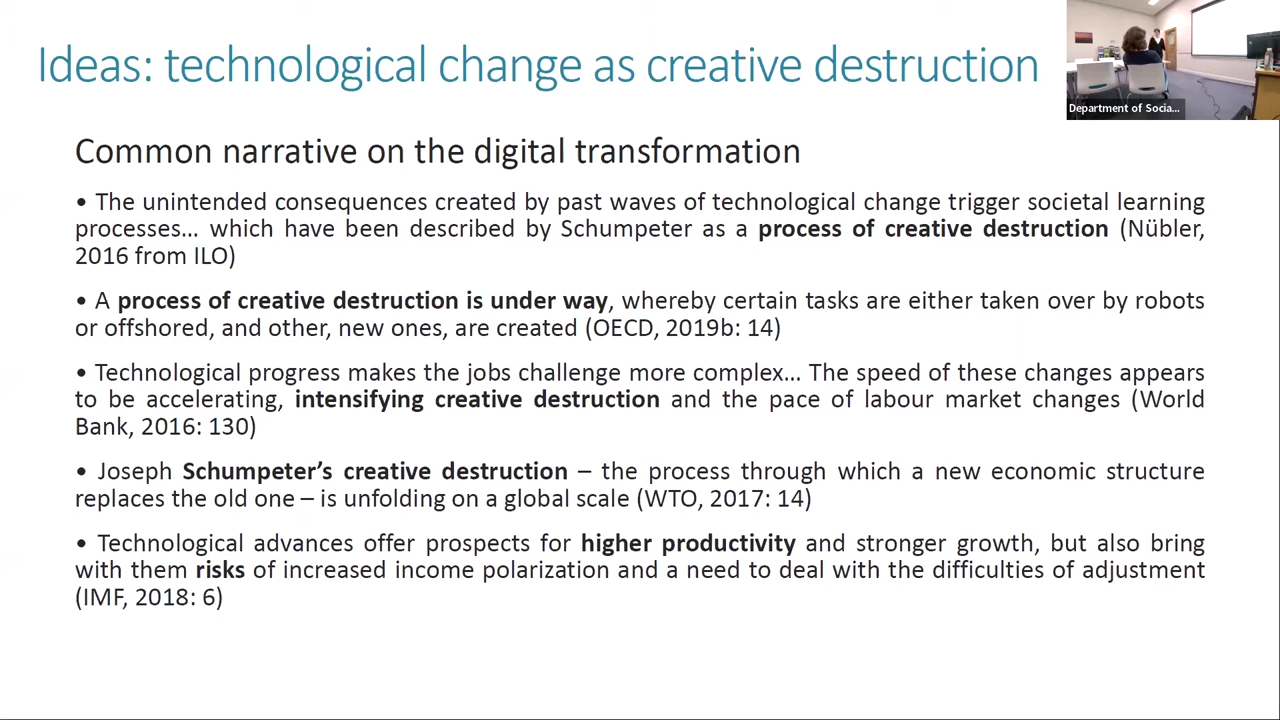 Ideas: technological change as creative destruction
Department of Socia...
Common narrative on the digital transformation
• The unintended consequences created by past waves of technological change trigger societal learning
processes... which have been described by Schumpeter as a process of creative destruction (Nübler,
2016 from ILO)
• A process of creative destruction is under way, whereby certain tasks are either taken over by robots
or offshored, and other, new ones, are created (OECD, 2019b: 14)
• Technological progress makes the jobs challenge more complex... The speed of these changes appears
to be accelerating, intensifying creative destruction and the pace of labour market changes (World
Bank, 2016: 130)
• Joseph Schumpeter’s creative destruction – the process through which a new economic structure
replaces the old one – is unfolding on a global scale (WTO, 2017: 14)
• Technological advances offer prospects for higher productivity and stronger growth, but also bring
with them risks of increased income polarization and a need to deal with the difficulties of adjustment
(IMF, 2018: 6)